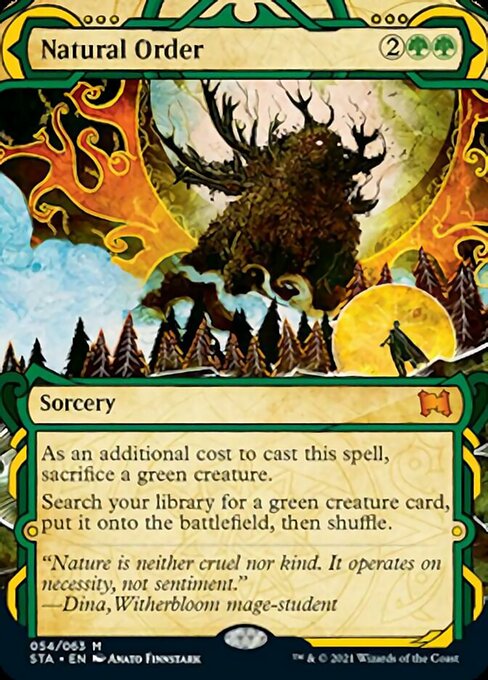 Natural Order 2
Sorcery
As an additional cost to cast this spell,
sacrifice a green creature.
Search your library for a green creature card,
put it onto the battlefield, then shuffle.
“Nature is neither cruel nor kind. It operates on
necessity, not sentiment.”
—Dina, Witherbloom mage-student
054/063 M
STA • EN Anato Finnstark
™ & © 2021 Wizards of the Coast